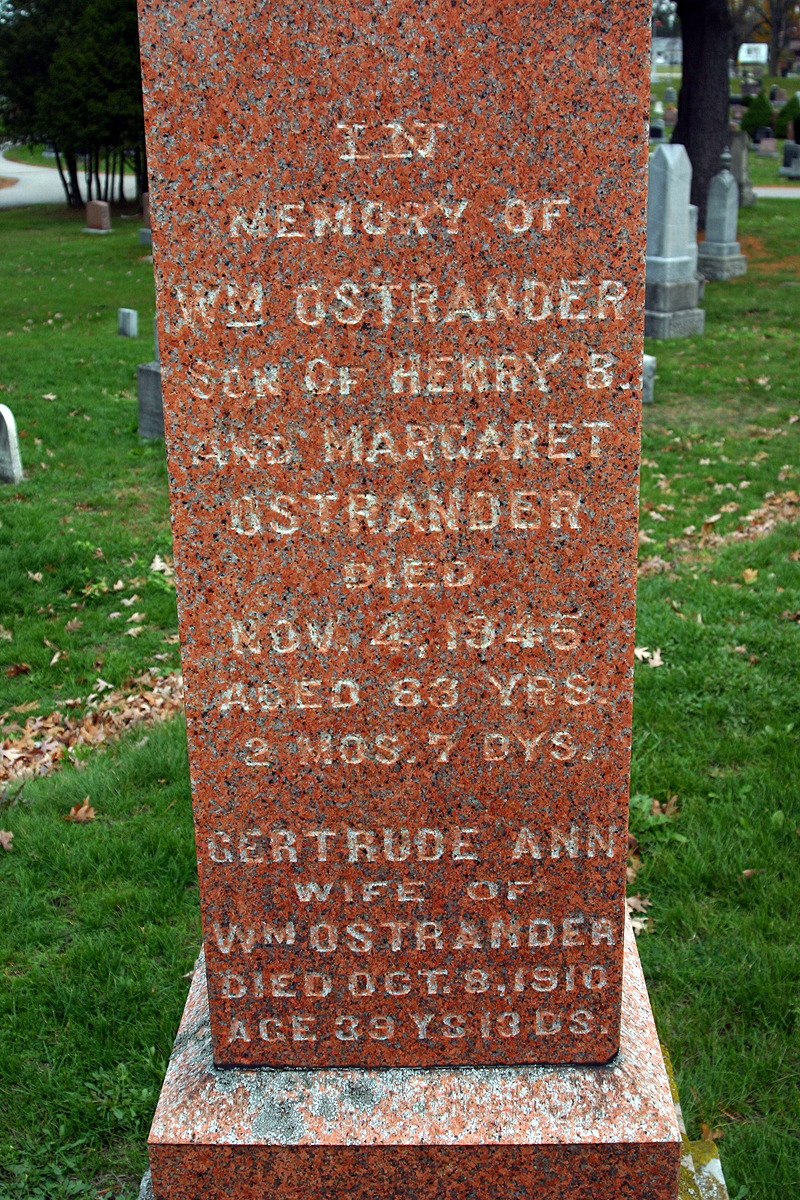 IN
MEMORY OF
WM OSTRANDER
SON OF HENRY B.
AND MARGARET
OSTRANDER
DIED
NOV. 4, 1945
AGED 83 YRS.
2 MOS. 7 DYS.
GERTRUDE ANN
WIFE OF
WM OSTRANDER
DIED OCT. 8, 1910
AGE 39 YS 13 DS.